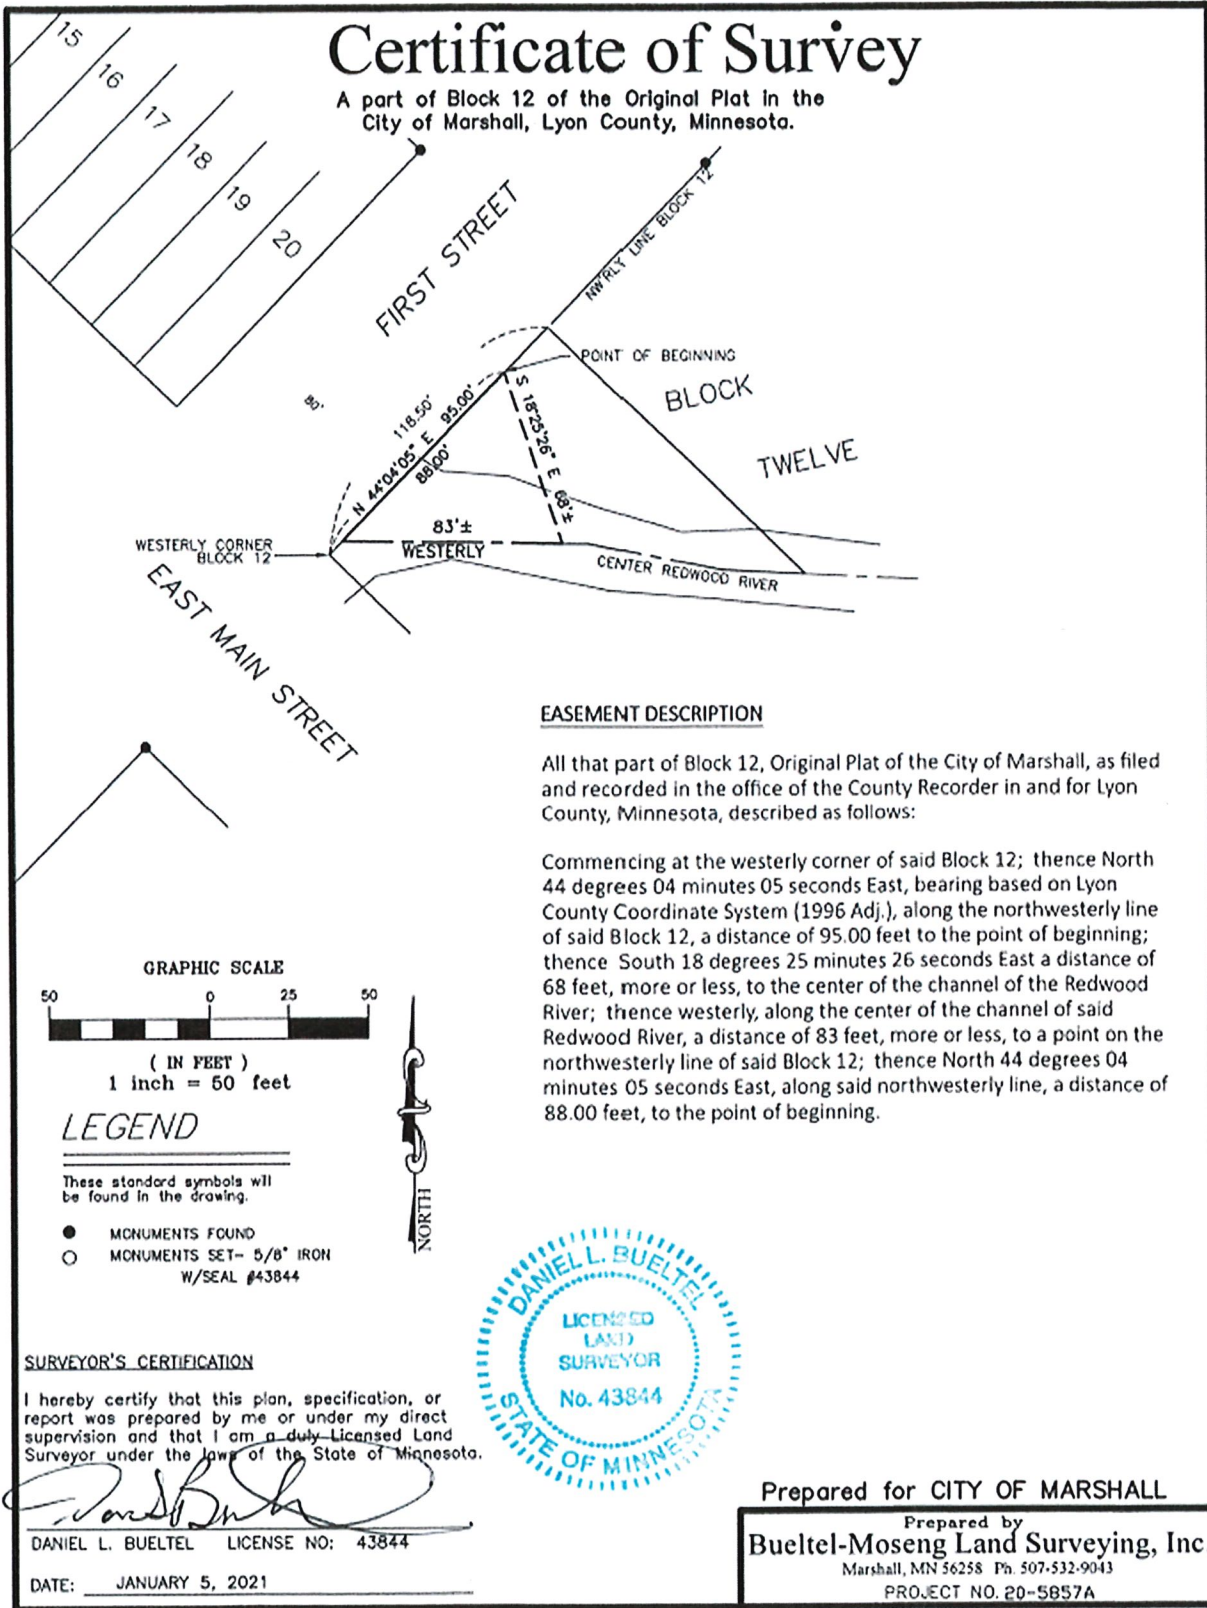 Certificate of Survey
A part of Block 12 of the Original Plat in the
City of Marshall, Lyon County, Minnesota.
15
16
17
18
19
20
FIRST STREET
NW'RLY LINE BLOCK 12
POINT OF BEGINNING
BLOCK
TWELVE
80'
118.50'
N 44°04'05" E 95.00'
88.00'
S 18°25'26" E 68'±
83'±
WESTERLY
CENTER REDWOOD RIVER
WESTERLY CORNER
BLOCK 12
EAST MAIN STREET
EASEMENT DESCRIPTION
All that part of Block 12, Original Plat of the City of Marshall, as filed
and recorded in the office of the County Recorder in and for Lyon
County, Minnesota, described as follows:
Commencing at the westerly corner of said Block 12; thence North
44 degrees 04 minutes 05 seconds East, bearing based on Lyon
County Coordinate System (1996 Adj.), along the northwesterly line
of said Block 12, a distance of 95.00 feet to the point of beginning;
thence South 18 degrees 25 minutes 26 seconds East a distance of
68 feet, more or less, to the center of the channel of the Redwood
River; thence westerly, along the center of the channel of said
Redwood River, a distance of 83 feet, more or less, to a point on the
northwesterly line of said Block 12; thence North 44 degrees 04
minutes 05 seconds East, along said northwesterly line, a distance of
88.00 feet, to the point of beginning.
GRAPHIC SCALE
50 0 25 50
( IN FEET )
1 inch = 50 feet
LEGEND
These standard symbols will
be found in the drawing.
MONUMENTS FOUND
MONUMENTS SET- 5/8" IRON
W/SEAL #43844
NORTH
DANIEL L. BUELTEL
LICENSED
LAND
SURVEYOR
No. 43844
STATE OF MINNESOTA
SURVEYOR'S CERTIFICATION
I hereby certify that this plan, specification, or
report was prepared by me or under my direct
supervision and that I am a duly Licensed Land
Surveyor under the laws of the State of Minnesota.
DANIEL L. BUELTEL LICENSE NO: 43844
DATE: JANUARY 5, 2021
Prepared for CITY OF MARSHALL
Prepared by
Bueltel-Moseng Land Surveying, Inc
Marshall, MN 56258 Ph. 507-532-9043
PROJECT NO. 20-5857A